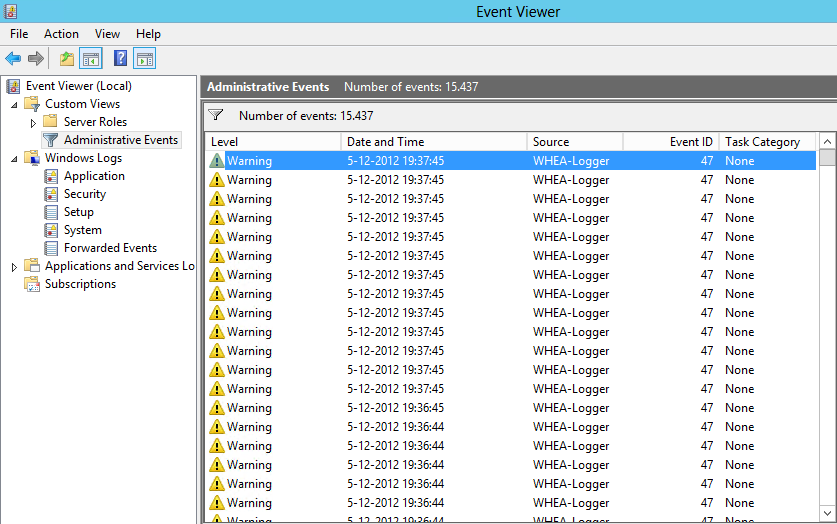 Event Viewer
File Action View Help
Event Viewer (Local)
Custom Views
Server Roles
Administrative Events
Windows Logs
Application
Security
Setup
System
Forwarded Events
Applications and Services Lo
Subscriptions
Administrative Events Number of events: 15.437
Number of events: 15.437
Level Date and Time Source Event ID Task Category
Warning 5-12-2012 19:37:45 WHEA-Logger 47 None
Warning 5-12-2012 19:37:45 WHEA-Logger 47 None
Warning 5-12-2012 19:37:45 WHEA-Logger 47 None
Warning 5-12-2012 19:37:45 WHEA-Logger 47 None
Warning 5-12-2012 19:37:45 WHEA-Logger 47 None
Warning 5-12-2012 19:37:45 WHEA-Logger 47 None
Warning 5-12-2012 19:37:45 WHEA-Logger 47 None
Warning 5-12-2012 19:37:45 WHEA-Logger 47 None
Warning 5-12-2012 19:37:45 WHEA-Logger 47 None
Warning 5-12-2012 19:37:45 WHEA-Logger 47 None
Warning 5-12-2012 19:37:45 WHEA-Logger 47 None
Warning 5-12-2012 19:37:45 WHEA-Logger 47 None
Warning 5-12-2012 19:37:45 WHEA-Logger 47 None
Warning 5-12-2012 19:36:45 WHEA-Logger 47 None
Warning 5-12-2012 19:36:44 WHEA-Logger 47 None
Warning 5-12-2012 19:36:44 WHEA-Logger 47 None
Warning 5-12-2012 19:36:44 WHEA-Logger 47 None
Warning 5-12-2012 19:36:44 WHEA-Logger 47 None
Warning 5-12-2012 19:36:44 WHEA-Logger 47 None